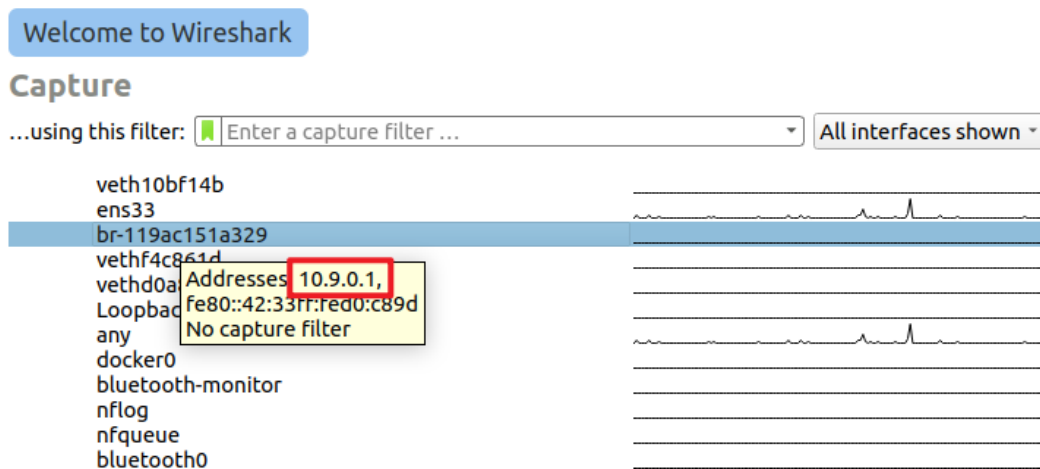 Welcome to Wireshark
Capture
...using this filter: Enter a capture filter ... All interfaces shown
veth10bf14b
ens33
br-119ac151a329
vethf4c861d
vethd0a
Addresses 10.9.0.1,
Loopbac
fe80::42:33ff:fed0:c89d
any
No capture filter
docker0
bluetooth-monitor
nflog
nfqueue
bluetooth0